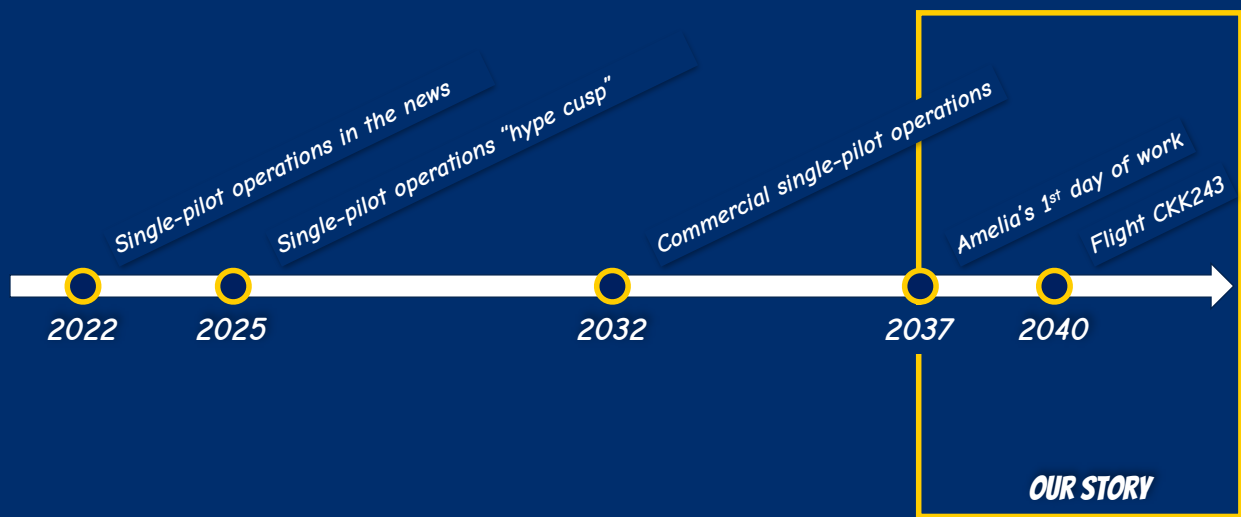 Single-pilot operations in the news
Single-pilot operations “hype cusp”
Commercial single-pilot operations
Amelia’s 1st day of work
Flight CKK243
2022
2025
2032
2037
2040
OUR STORY